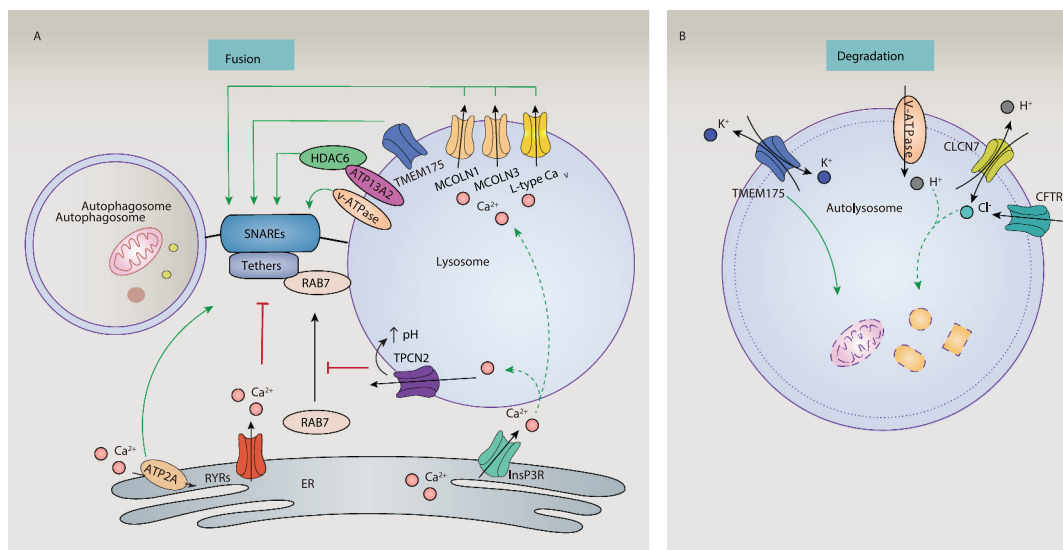 A
Fusion
HDAC6
ATP13A2
v-ATPase
TMEM175
MCOLN1
MCOLN3
L-type Ca v
Ca²⁺
Autophagosome
Autophagosome
SNAREs
Tethers
RAB7
Lysosome
↑ pH
TPCN2
Ca²⁺
RAB7
Ca²⁺
Ca²⁺
ATP2A
RYRs
ER
Ca²⁺
InsP3R
B
Degradation
K⁺
TMEM175
K⁺
V-ATPase
H⁺
CLCN7
H⁺
Cl⁻
CFTR
Autolysosome